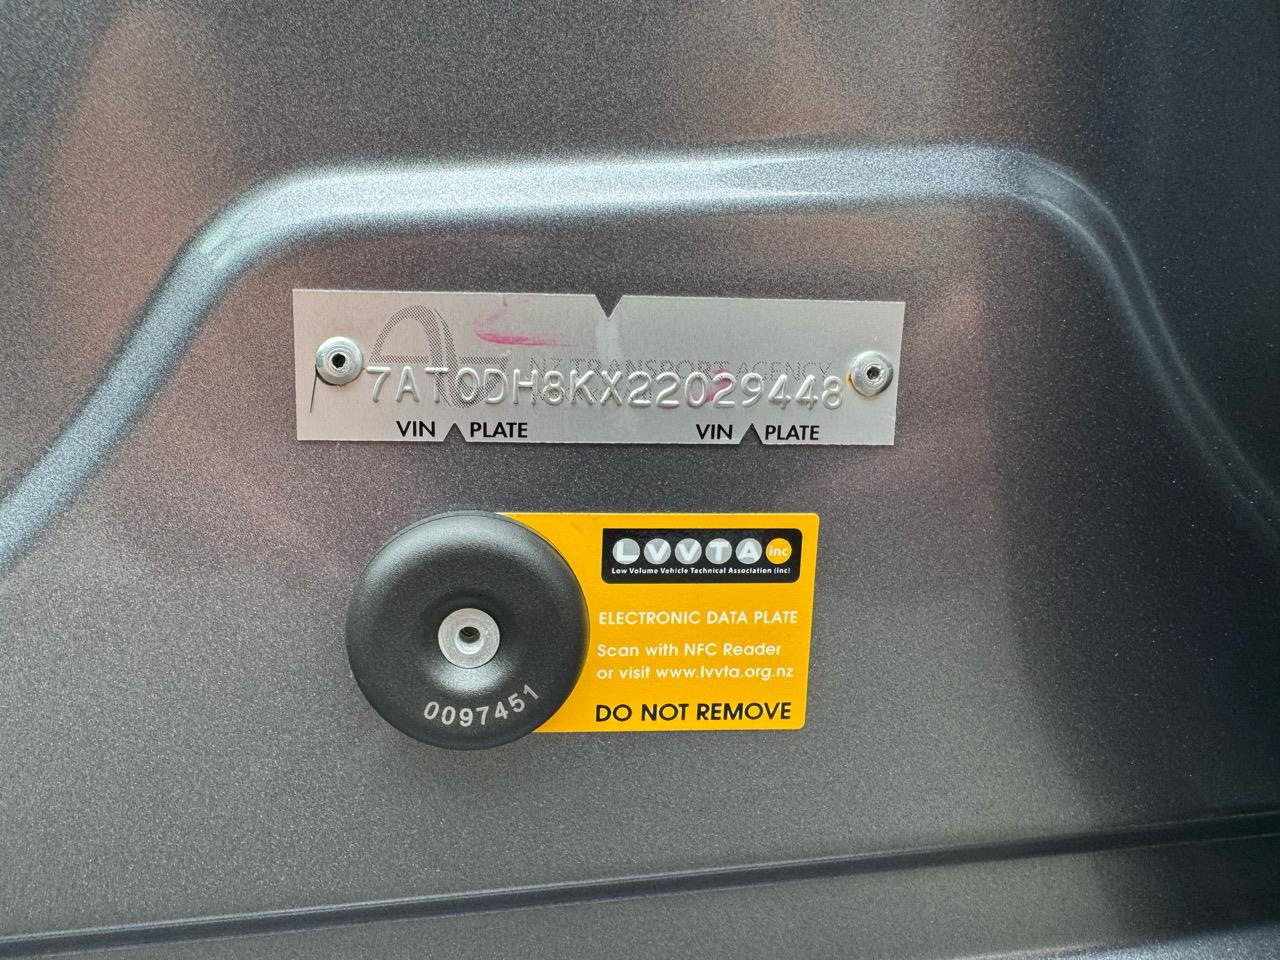 NZ TRANSPORT AGENCY
7AT0DH8KX22029448
VIN PLATE VIN PLATE
LVVTA inc
Low Volume Vehicle Technical Association (inc)
ELECTRONIC DATA PLATE
Scan with NFC Reader
or visit www.lvvta.org.nz
DO NOT REMOVE
0097451